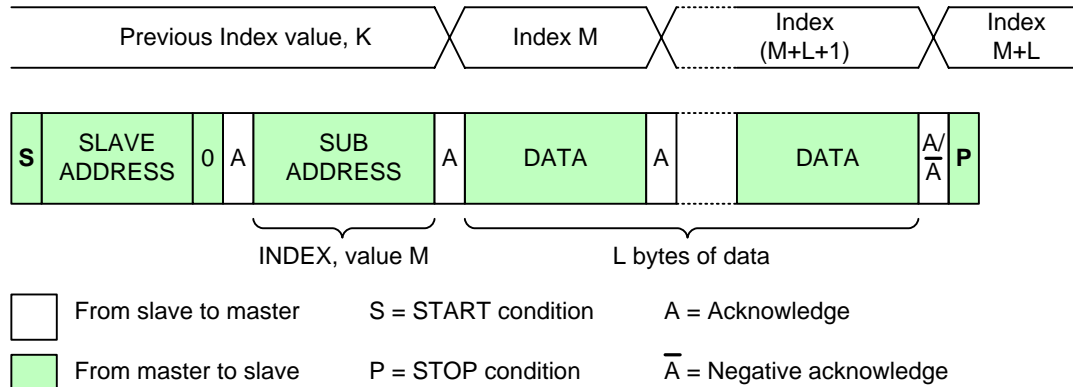 Previous Index value, K
Index M
Index
(M+L+1)
Index
M+L
S
SLAVE
ADDRESS
0
A
SUB
ADDRESS
A
DATA
A
DATA
A/
A̅
P
INDEX, value M
L bytes of data
From slave to master
S = START condition
A = Acknowledge
From master to slave
P = STOP condition
A̅ = Negative acknowledge